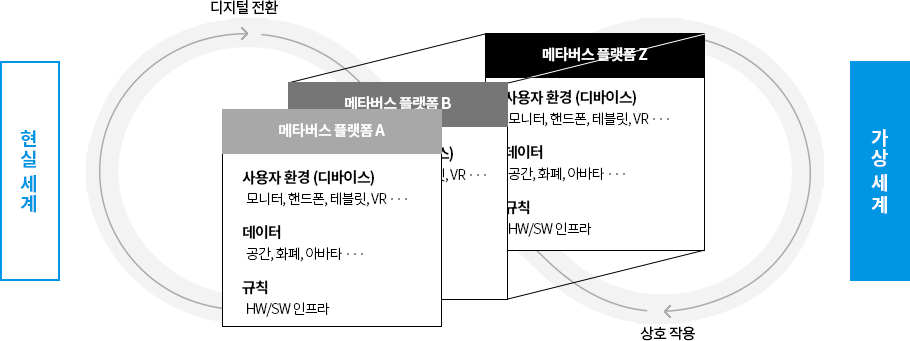 디지털 전환
현실 세계
메타버스 플랫폼 A
사용자 환경 (디바이스)
모니터, 핸드폰, 테블릿, VR · · ·
데이터
공간, 화폐, 아바타 · · ·
규칙
HW/SW 인프라
메타버스 플랫폼 B
스)
, VR · · ·
메타버스 플랫폼 Z
사용자 환경 (디바이스)
모니터, 핸드폰, 테블릿, VR · · ·
데이터
공간, 화폐, 아바타 · · ·
규칙
HW/SW 인프라
가상 세계
상호 작용